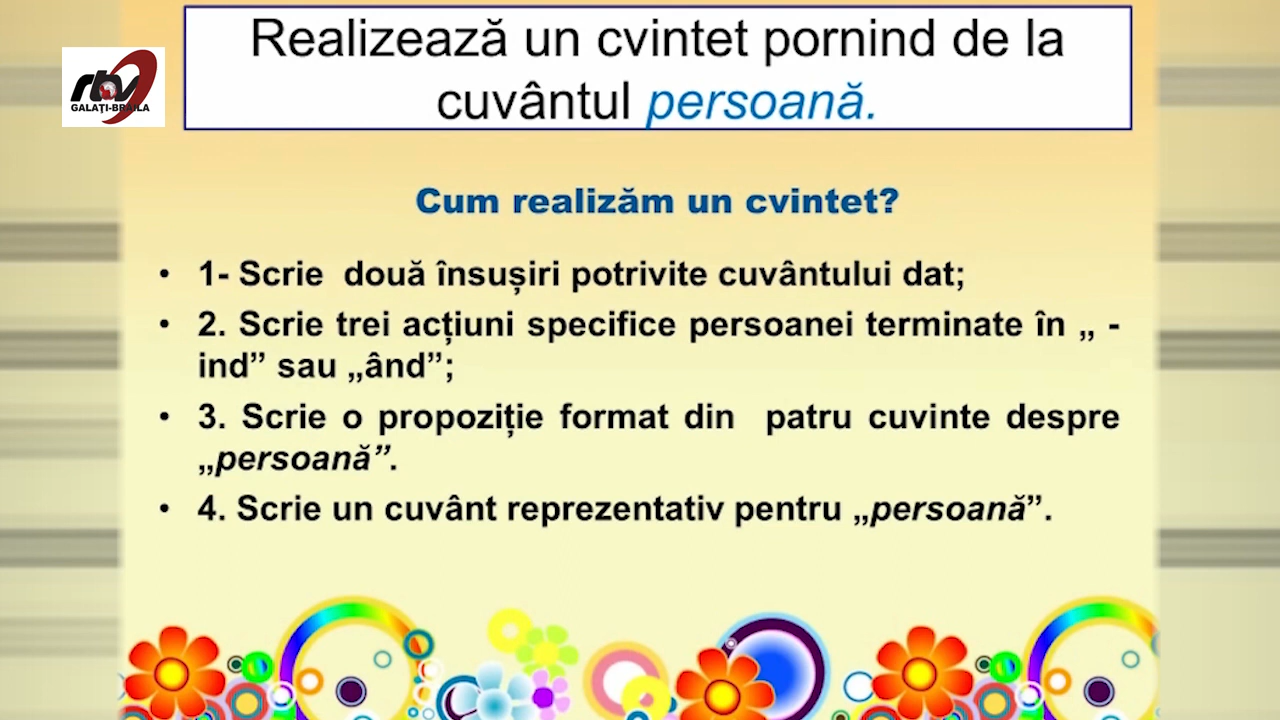 Realizează un cvintet pornind de la
cuvântul persoană.
rtv
GALAȚI-BRĂILA
Cum realizăm un cvintet?
• 1- Scrie două însușiri potrivite cuvântului dat;
• 2. Scrie trei acțiuni specifice persoanei terminate în „ -
ind” sau „ând”;
• 3. Scrie o propoziție format din patru cuvinte despre
„persoană”.
• 4. Scrie un cuvânt reprezentativ pentru „persoană”.